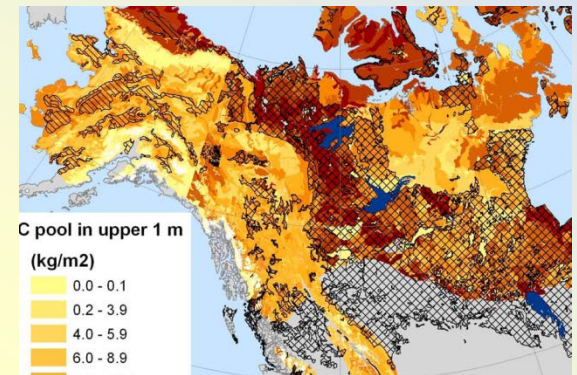 C pool in upper 1 m
(kg/m2)
0.0 - 0.1
0.2 - 3.9
4.0 - 5.9
6.0 - 8.9